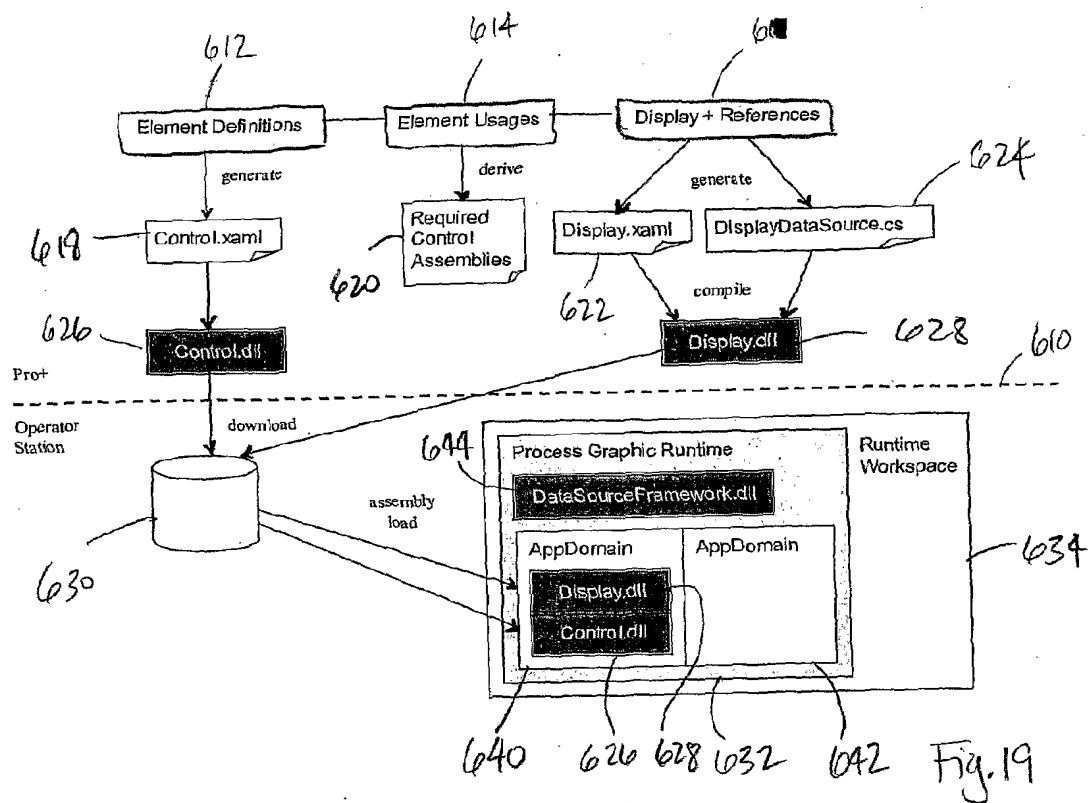 612
614
Element Definitions
Element Usages
Display + References
generate
derive
generate
624
618
Control.xaml
Required
Control
Assemblies
Display.xaml
DisplayDataSource.cs
620
622
compile
626
Control.dll
Display.dll
628
Pro+
610
Operator
Station
download
644
Process Graphic Runtime
Runtime
Workspace
DataSourceFramework.dll
assembly
load
AppDomain
AppDomain
634
630
Display.dll
Control.dll
640
626
628
632
642
Fig. 19